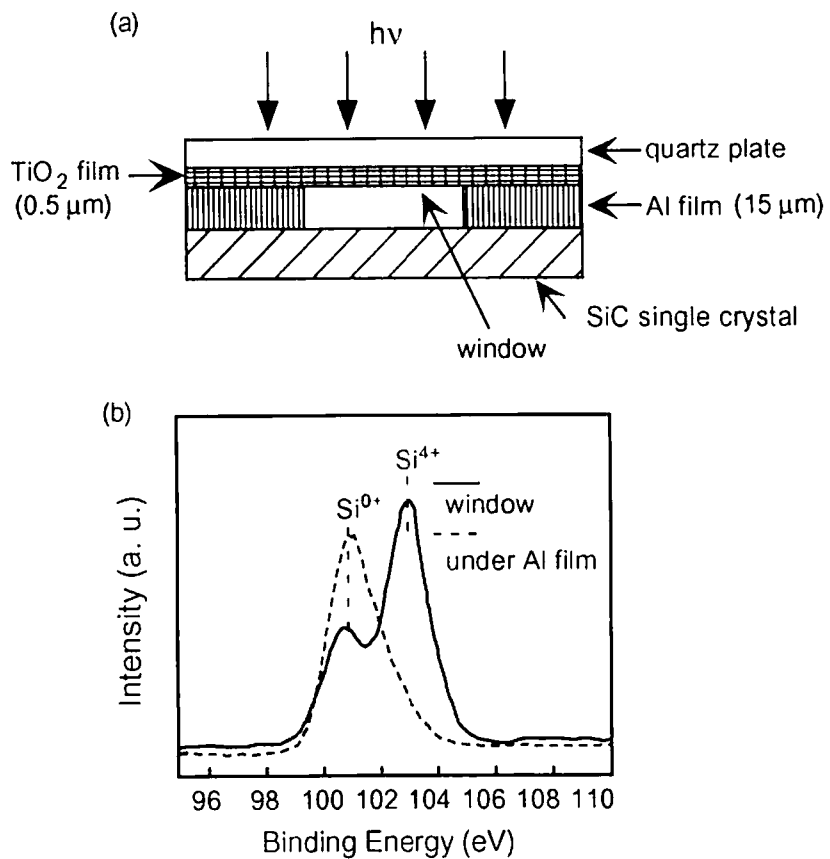 (a)
hν
quartz plate
TiO₂ film
(0.5 μm)
Al film (15 μm)
SiC single crystal
window
(b)
Si⁴⁺
window
Si⁰⁺
under Al film
Intensity (a. u.)
96 98 100 102 104 106 108 110
Binding Energy (eV)